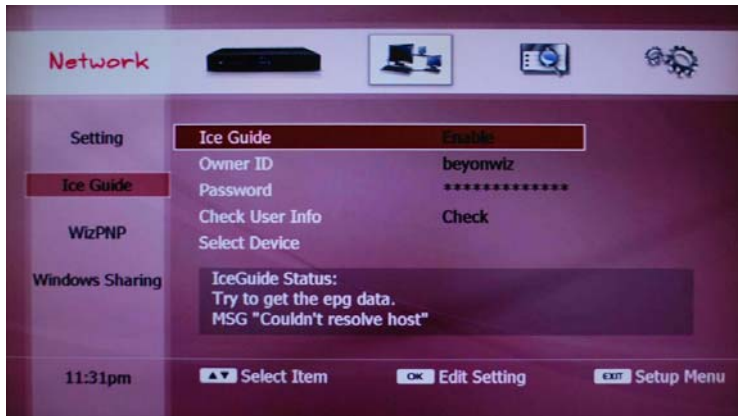 Network
Setting
Ice Guide
WizPNP
Windows Sharing
Ice Guide Enable
Owner ID beyonwiz
Password *************
Check User Info Check
Select Device
IceGuide Status:
Try to get the epg data.
MSG "Couldn't resolve host"
11:31pm
▲▼ Select Item
OK Edit Setting
EXIT Setup Menu